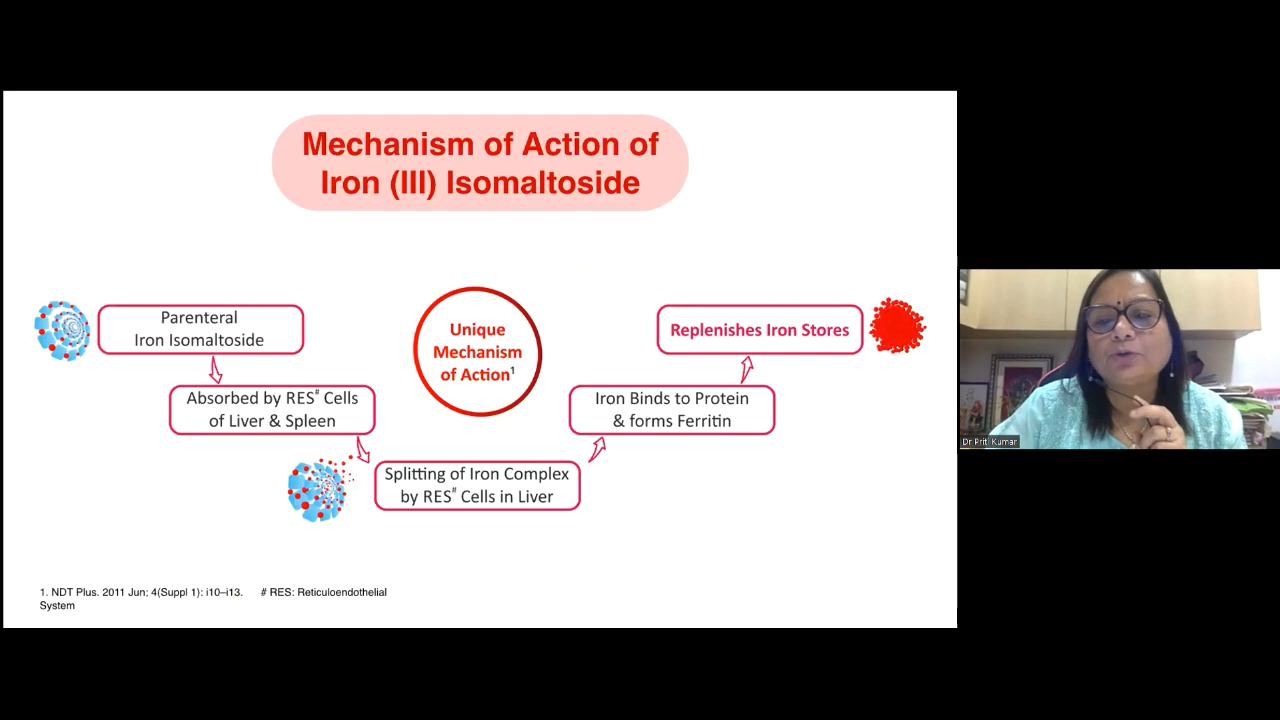 Mechanism of Action of
Iron (III) Isomaltoside
Parenteral
Iron Isomaltoside
Absorbed by RES# Cells
of Liver & Spleen
Splitting of Iron Complex
by RES# Cells in Liver
Unique
Mechanism
of Action1
Iron Binds to Protein
& forms Ferritin
Replenishes Iron Stores
1. NDT Plus. 2011 Jun; 4(Suppl 1): i10–i13. # RES: Reticuloendothelial
System
Dr Priti Kumar